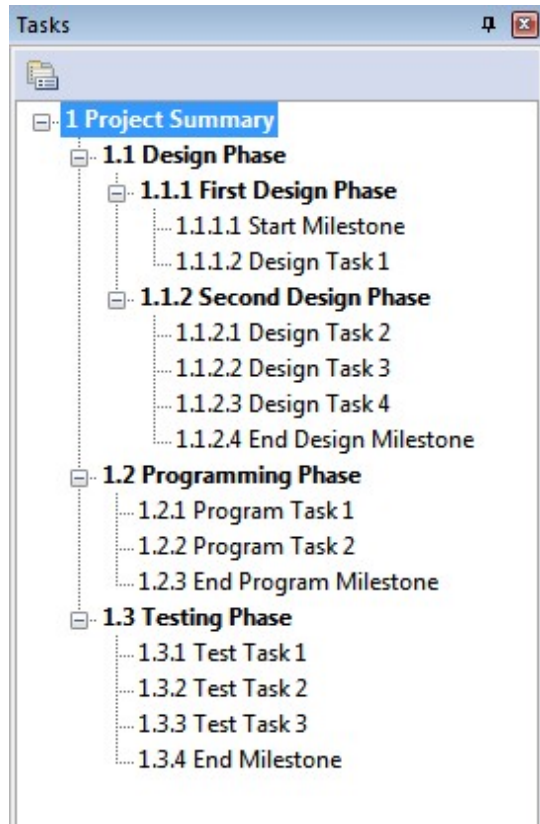 Tasks
1 Project Summary
1.1 Design Phase
1.1.1 First Design Phase
1.1.1.1 Start Milestone
1.1.1.2 Design Task 1
1.1.2 Second Design Phase
1.1.2.1 Design Task 2
1.1.2.2 Design Task 3
1.1.2.3 Design Task 4
1.1.2.4 End Design Milestone
1.2 Programming Phase
1.2.1 Program Task 1
1.2.2 Program Task 2
1.2.3 End Program Milestone
1.3 Testing Phase
1.3.1 Test Task 1
1.3.2 Test Task 2
1.3.3 Test Task 3
1.3.4 End Milestone